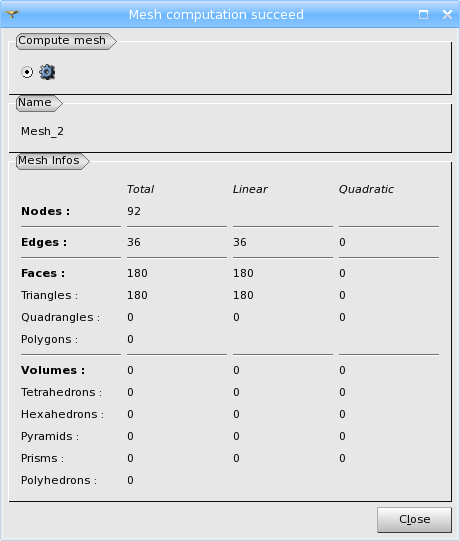 Mesh computation succeed
Compute mesh
Name
Mesh_2
Mesh Infos
Total Linear Quadratic
Nodes : 92
Edges : 36 36 0
Faces : 180 180 0
Triangles : 180 180 0
Quadrangles : 0 0 0
Polygons : 0
Volumes : 0 0 0
Tetrahedrons : 0 0 0
Hexahedrons : 0 0 0
Pyramids : 0 0 0
Prisms : 0 0 0
Polyhedrons : 0
Close